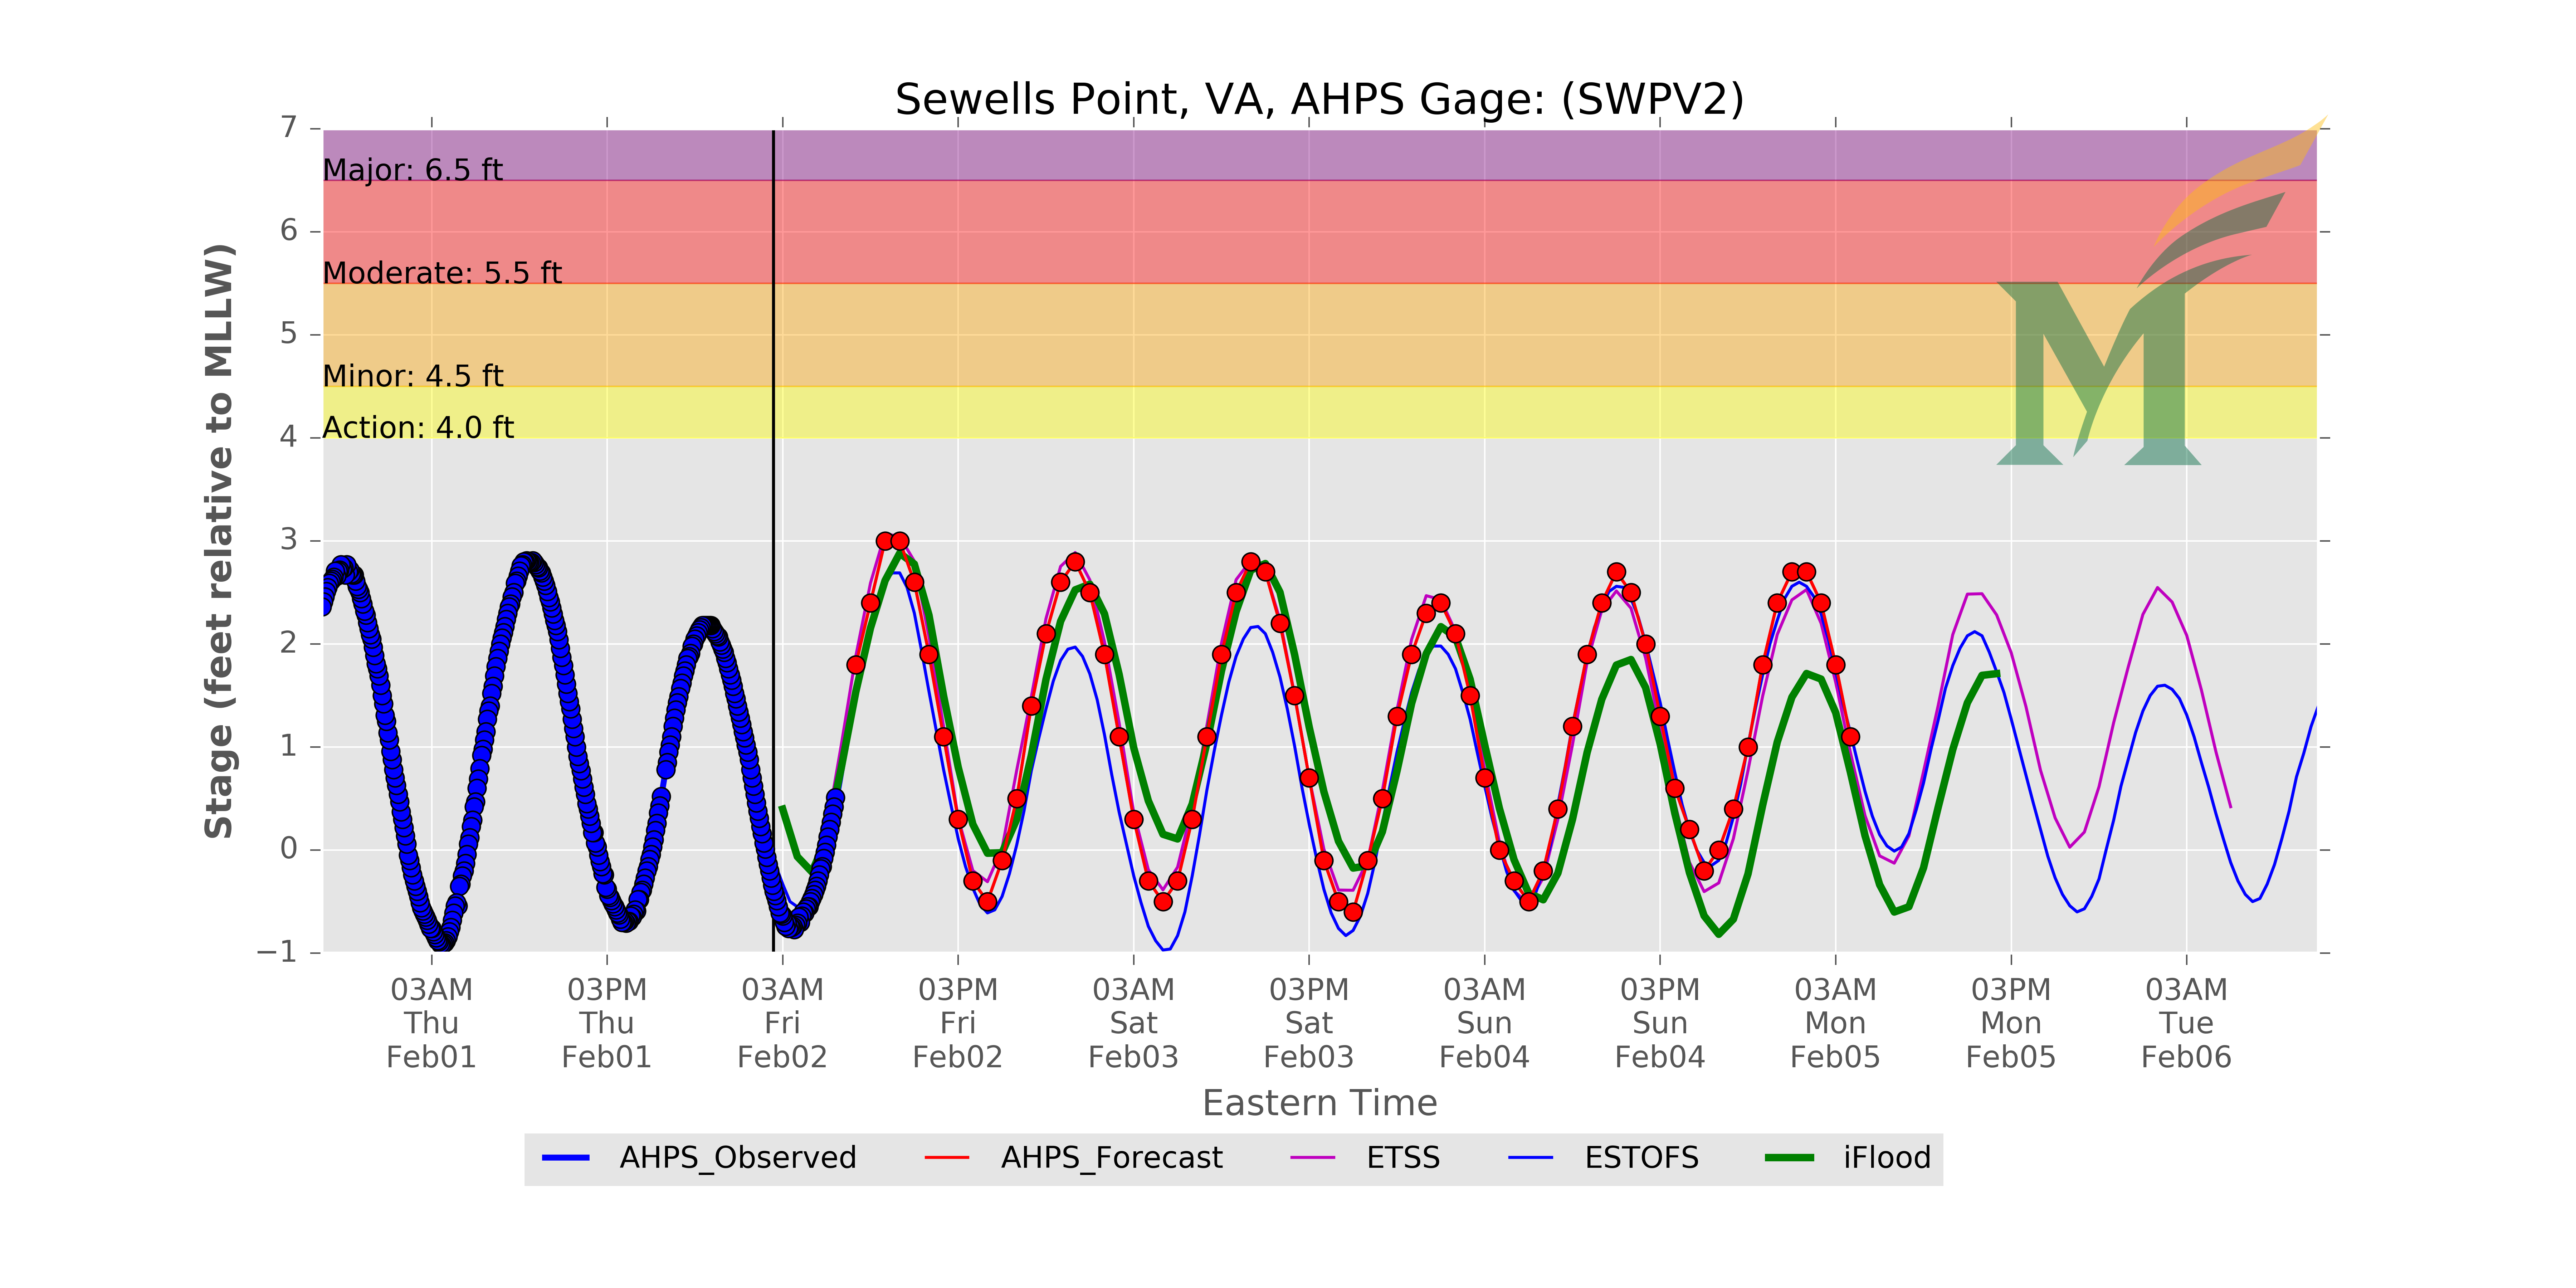 Sewells Point, VA, AHPS Gage: (SWPV2)
Stage (feet relative to MLLW)
7
6
5
4
3
2
1
0
−1
Major: 6.5 ft
Moderate: 5.5 ft
Minor: 4.5 ft
Action: 4.0 ft
M
03AM
Thu
Feb01
03PM
Thu
Feb01
03AM
Fri
Feb02
03PM
Fri
Feb02
03AM
Sat
Feb03
03PM
Sat
Feb03
03AM
Sun
Feb04
03PM
Sun
Feb04
03AM
Mon
Feb05
03PM
Mon
Feb05
03AM
Tue
Feb06
Eastern Time
AHPS_Observed AHPS_Forecast ETSS ESTOFS iFlood